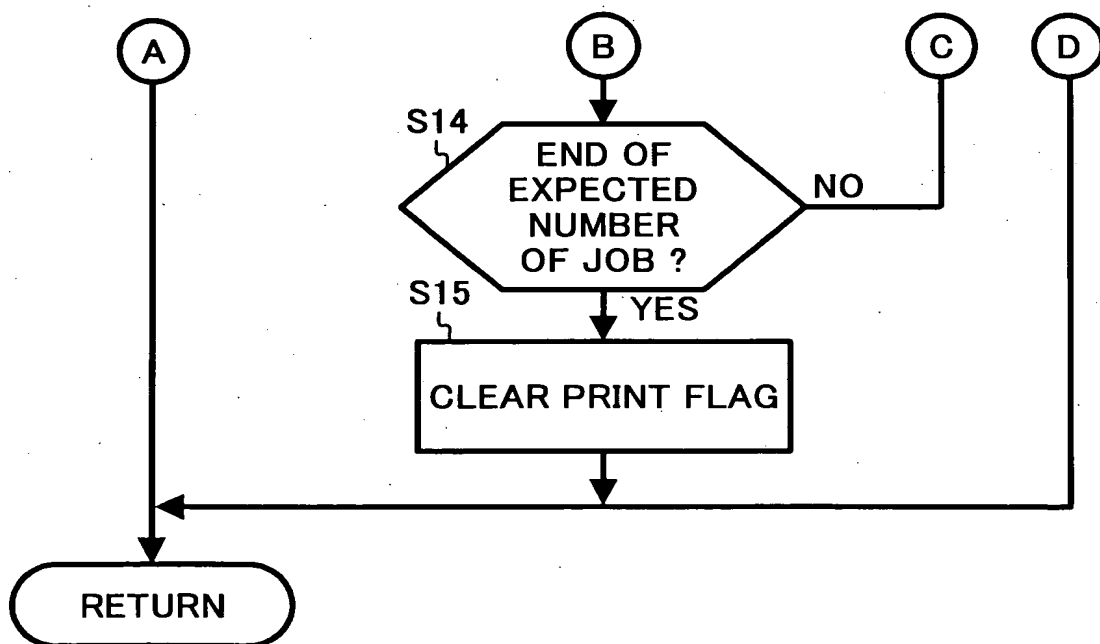 A
B
C
D
S14
END OF
EXPECTED
NUMBER
OF JOB ?
NO
S15
YES
CLEAR PRINT FLAG
RETURN